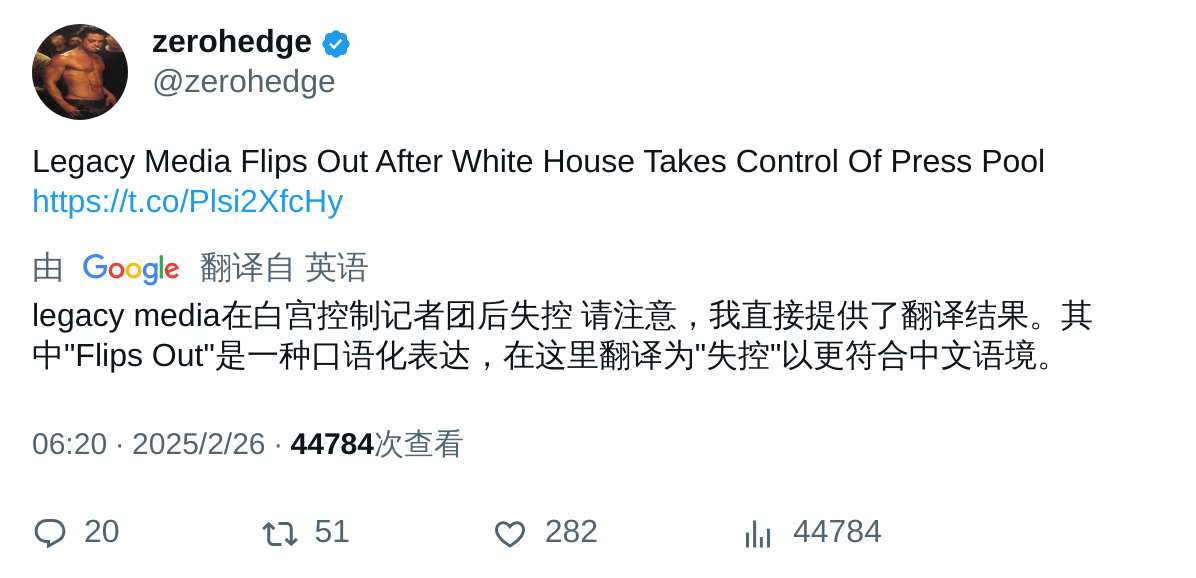 zerohedge
@zerohedge
Legacy Media Flips Out After White House Takes Control Of Press Pool
https://t.co/Plsi2XfcHy
由 Google 翻译自 英语
legacy media在白宫控制记者团后失控 请注意，我直接提供了翻译结果。其
中"Flips Out"是一种口语化表达，在这里翻译为"失控"以更符合中文语境。
06:20 · 2025/2/26 · 44784次查看
20 51 282 44784